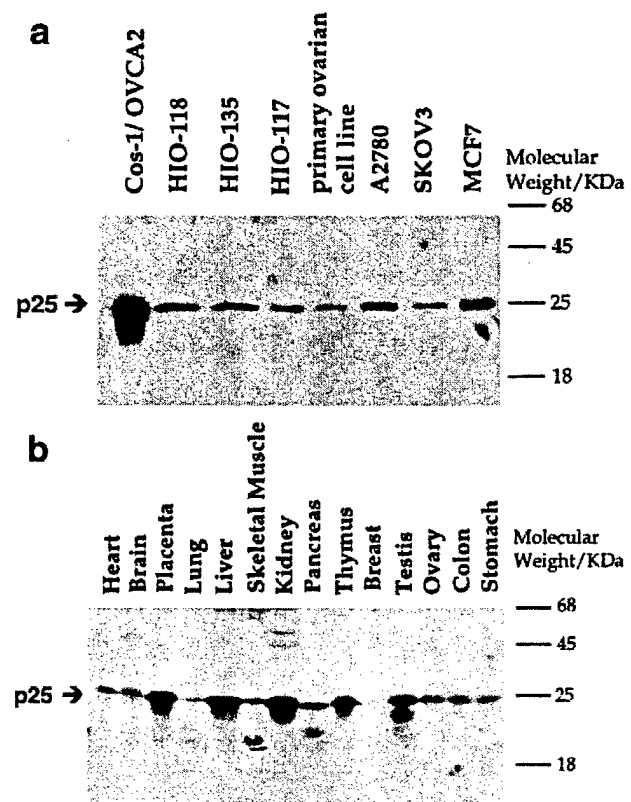 a
Cos-1/ OVCA2
HIO-118
HIO-135
HIO-117
primary ovarian
cell line
A2780
SKOV3
MCF7
Molecular
Weight/KDa
68
45
p25 → 25
18
b
Heart
Brain
Placenta
Lung
Liver
Skeletal Muscle
Kidney
Pancreas
Thymus
Breast
Testis
Ovary
Colon
Stomach
Molecular
Weight/KDa
68
45
p25 → 25
18